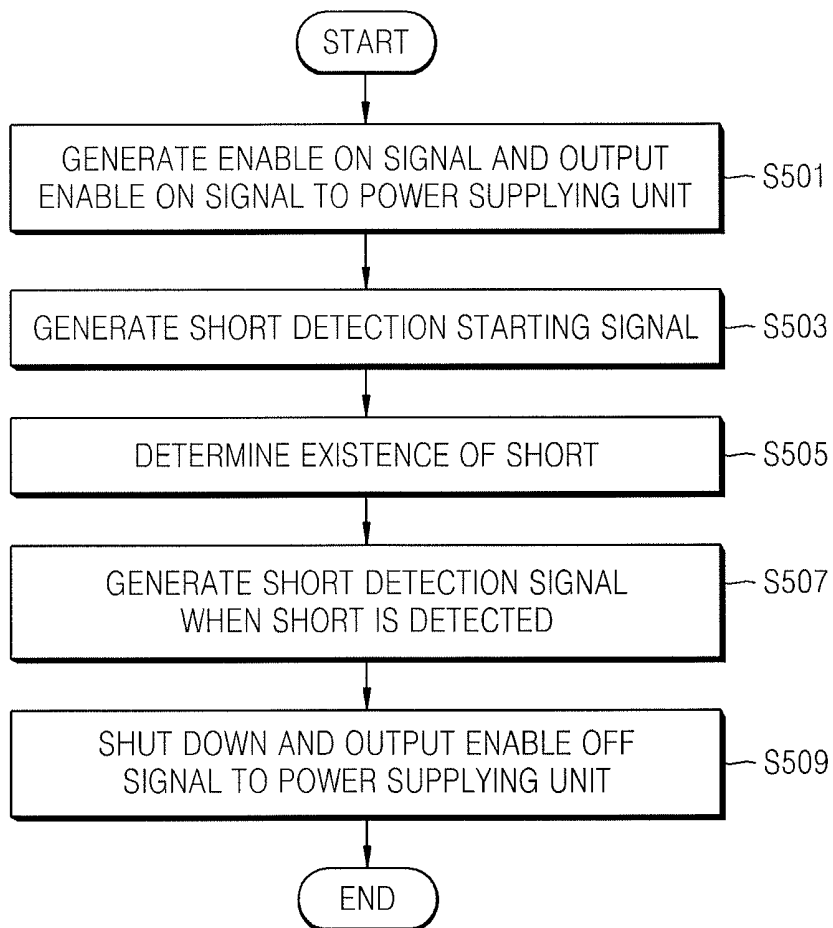 START
GENERATE ENABLE ON SIGNAL AND OUTPUT
ENABLE ON SIGNAL TO POWER SUPPLYING UNIT
S501
GENERATE SHORT DETECTION STARTING SIGNAL
S503
DETERMINE EXISTENCE OF SHORT
S505
GENERATE SHORT DETECTION SIGNAL
WHEN SHORT IS DETECTED
S507
SHUT DOWN AND OUTPUT ENABLE OFF
SIGNAL TO POWER SUPPLYING UNIT
S509
END